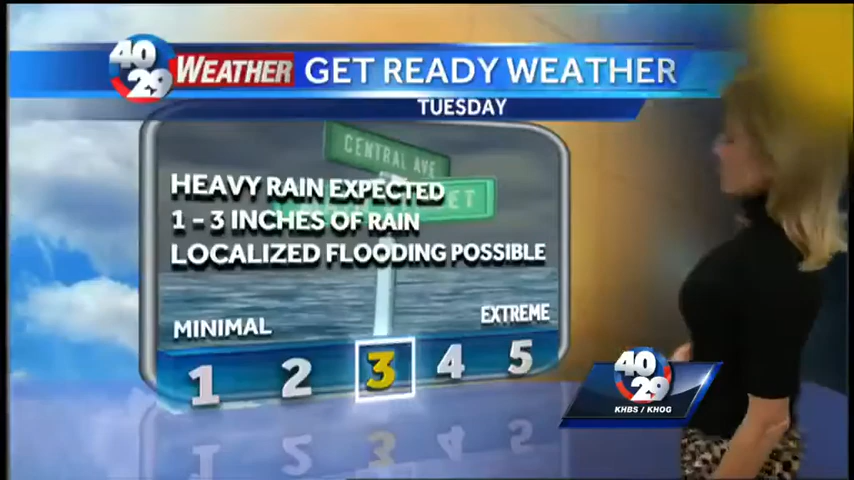 40
29
WEATHER
GET READY WEATHER
TUESDAY
CENTRAL AVE
ET
HEAVY RAIN EXPECTED
1 - 3 INCHES OF RAIN
LOCALIZED FLOODING POSSIBLE
MINIMAL
EXTREME
1 2 3 4 5
40
29
KHBS / KHOG